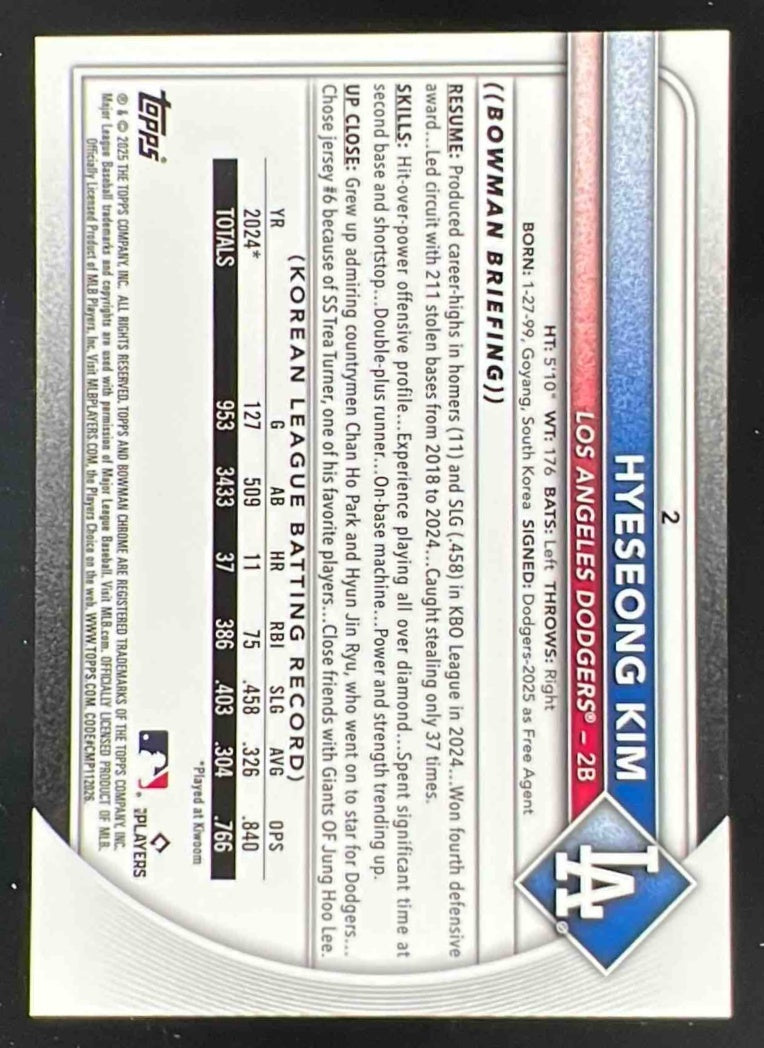 2
HYESEONG KIM
LOS ANGELES DODGERS® – 2B
LA
HT: 5'10" WT: 176 BATS: Left THROWS: Right
BORN: 1-27-99, Goyang, South Korea SIGNED: Dodgers-2025 as Free Agent
((BOWMAN BRIEFING))
RESUME: Produced career-highs in homers (11) and SLG (.458) in KBO League in 2024...Won fourth defensive
award...Led circuit with 211 stolen bases from 2018 to 2024...Caught stealing only 37 times.
SKILLS: Hit-over-power offensive profile...Experience playing all over diamond...Spent significant time at
second base and shortstop...Double-plus runner...On-base machine...Power and strength trending up.
UP CLOSE: Grew up admiring countrymen Chan Ho Park and Hyun Jin Ryu, who went on to star for Dodgers...
Chose jersey #6 because of SS Trea Turner, one of his favorite players...Close friends with Giants OF Jung Hoo Lee.
(KOREAN LEAGUE BATTING RECORD)
YR G AB HR RBI SLG AVG OPS
2024* 127 509 11 75 .458 .326 .840
TOTALS 953 3433 37 386 .403 .304 .766
*Played at Kiwoom
topps
PLAYERS
® & © 2025 THE TOPPS COMPANY, INC. ALL RIGHTS RESERVED. TOPPS AND BOWMAN CHROME ARE REGISTERED TRADEMARKS OF THE TOPPS COMPANY, INC.
Major League Baseball trademarks and copyrights are used with permission of Major League Baseball. Visit MLB.com. OFFICIALLY LICENSED PRODUCT OF MLB
Officially Licensed Product of MLB Players, Inc. Visit MLBPLAYERS.COM, the Players Choice on the web. WWW.TOPPS.COM. CODE#CMP112026